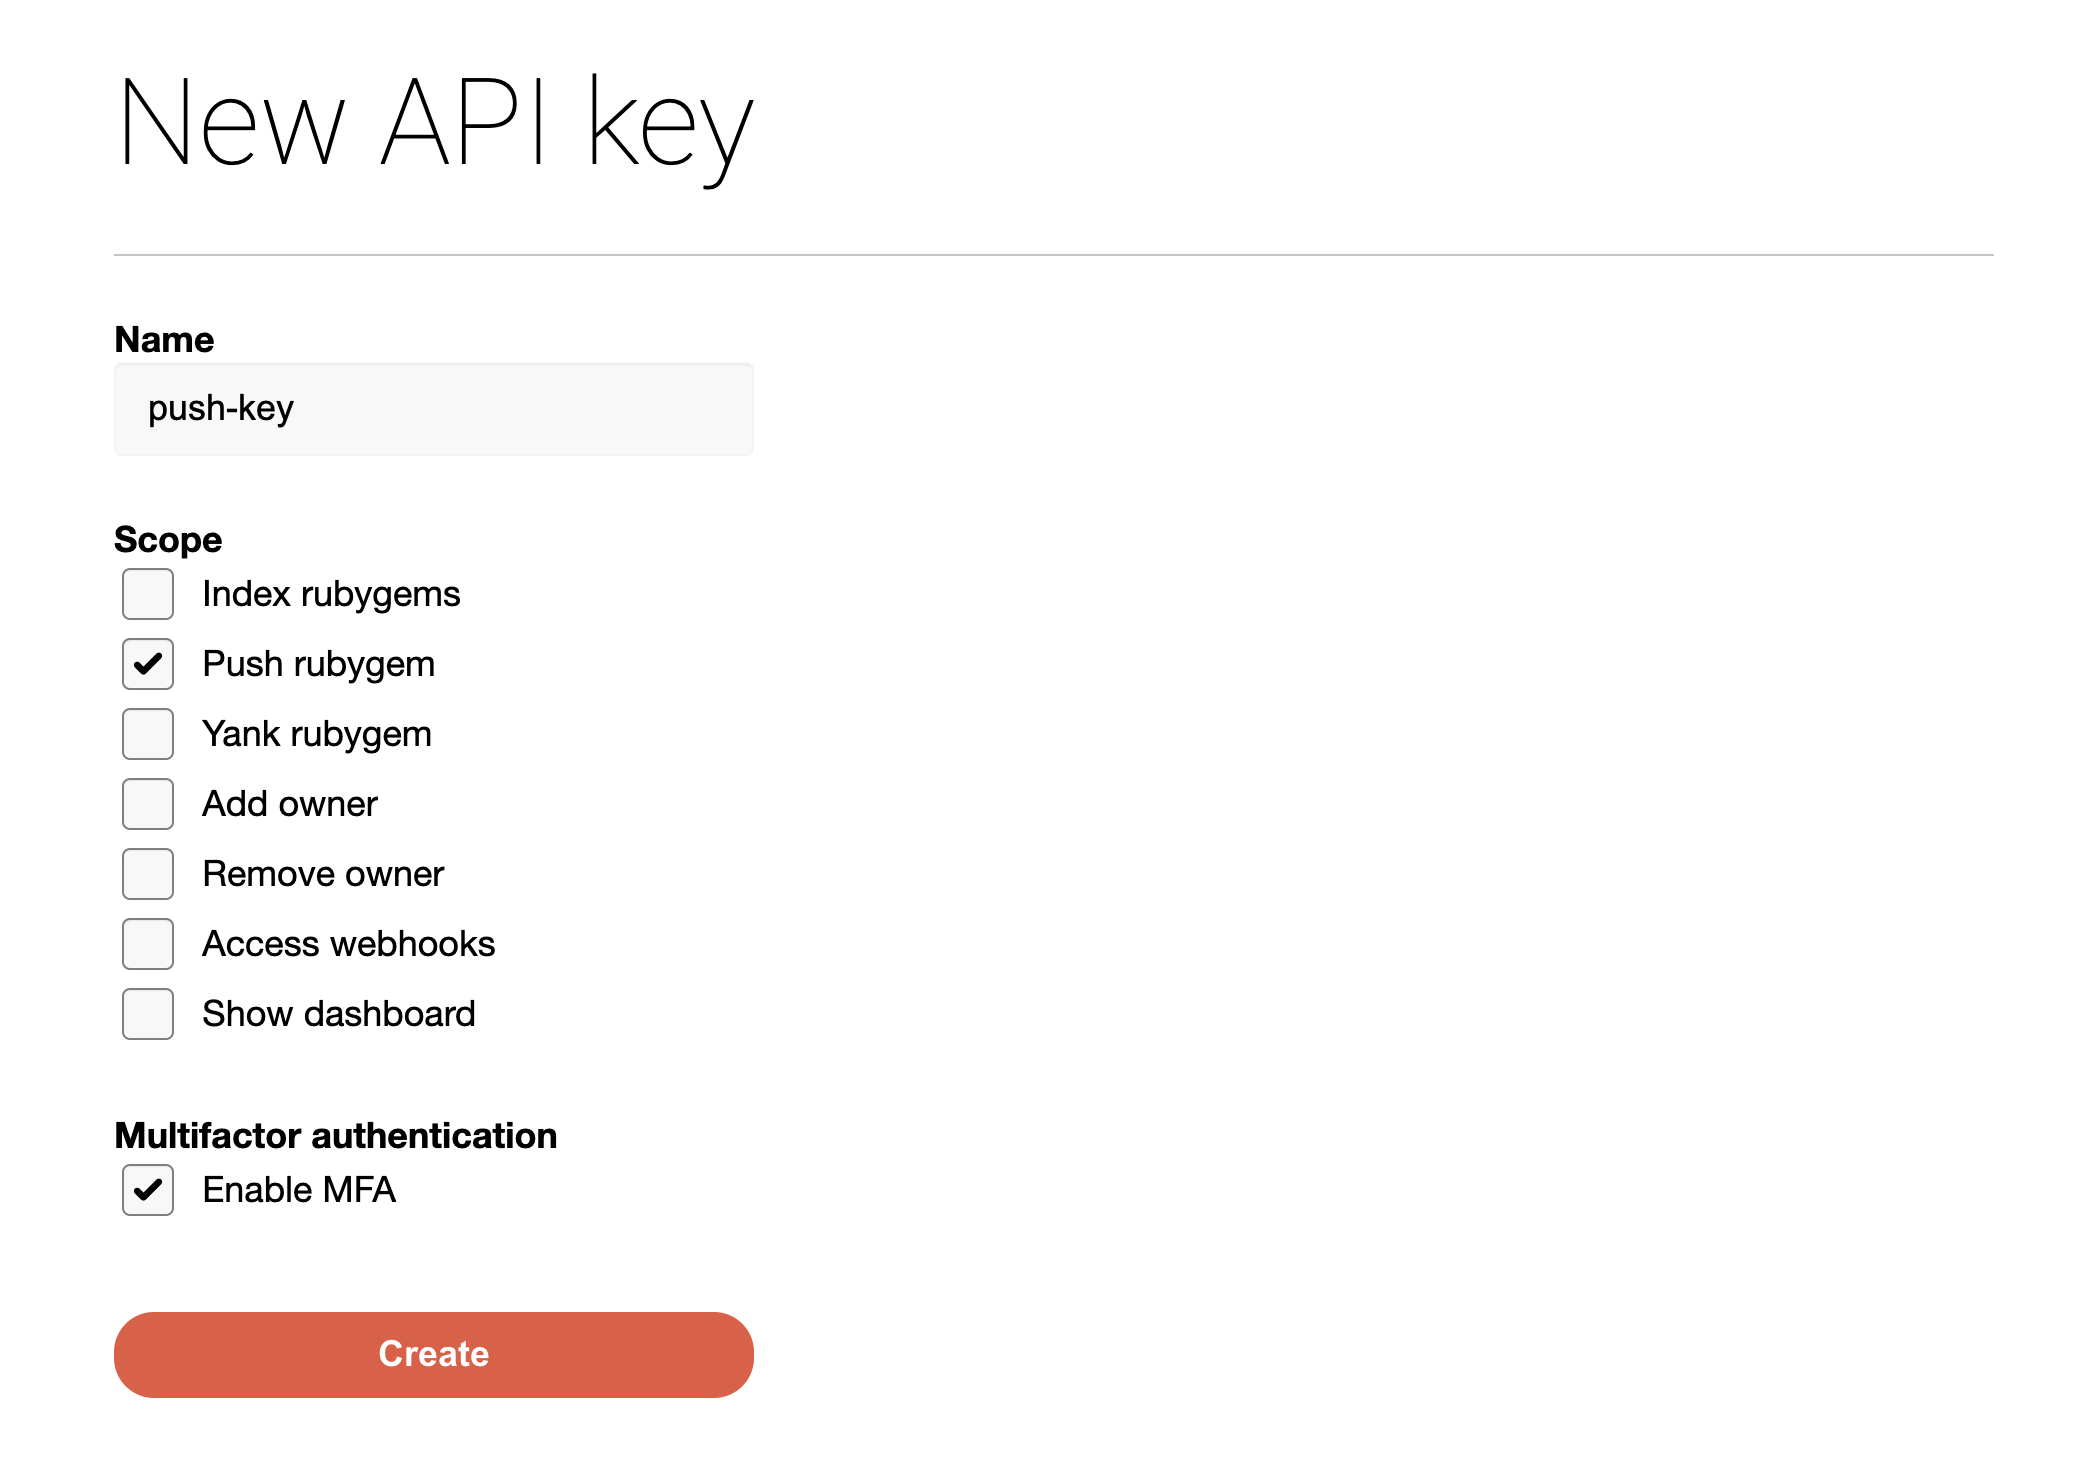 New API key
Name
push-key
Scope
Index rubygems
Push rubygem
Yank rubygem
Add owner
Remove owner
Access webhooks
Show dashboard
Multifactor authentication
Enable MFA
Create